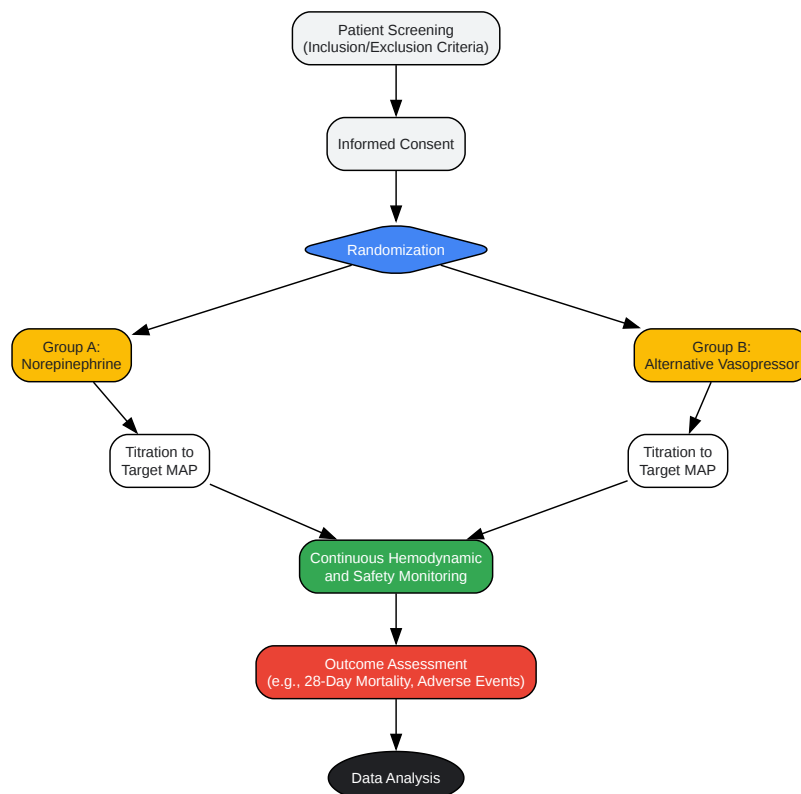 Patient Screening
(Inclusion/Exclusion Criteria)
Informed Consent
Randomization
Group A:
Norepinephrine
Group B:
Alternative Vasopressor
Titration to
Target MAP
Titration to
Target MAP
Continuous Hemodynamic
and Safety Monitoring
Outcome Assessment
(e.g., 28-Day Mortality, Adverse Events)
Data Analysis